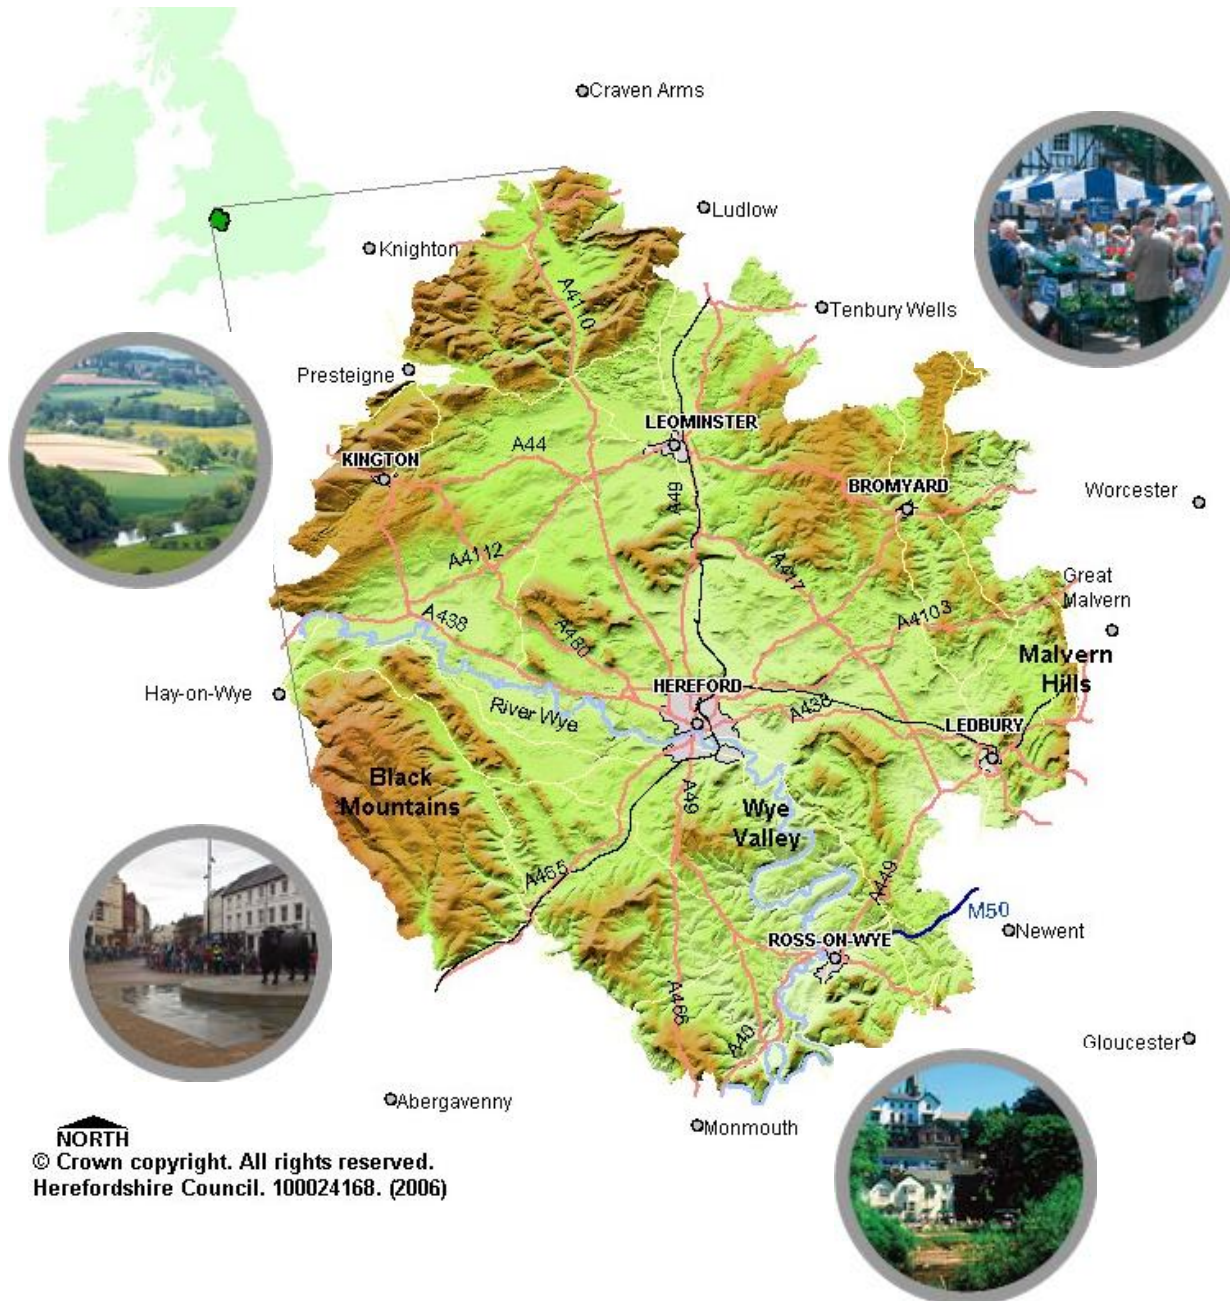 Craven Arms
Ludlow
Knighton
A4110
Tenbury Wells
Presteigne
LEOMINSTER
A44
KINGTON
BROMYARD
A49
Worcester
A4112
A417
Great
Malvern
A438
A480
A4103
Malvern
Hills
HEREFORD
Hay-on-Wye
River Wye
A438
LEDBURY
Black
Mountains
A49
Wye
Valley
A465
A449
M50
Newent
ROSS-ON-WYE
A466
A40
Gloucester
Abergavenny
Monmouth
NORTH
© Crown copyright. All rights reserved.
Herefordshire Council. 100024168. (2006)